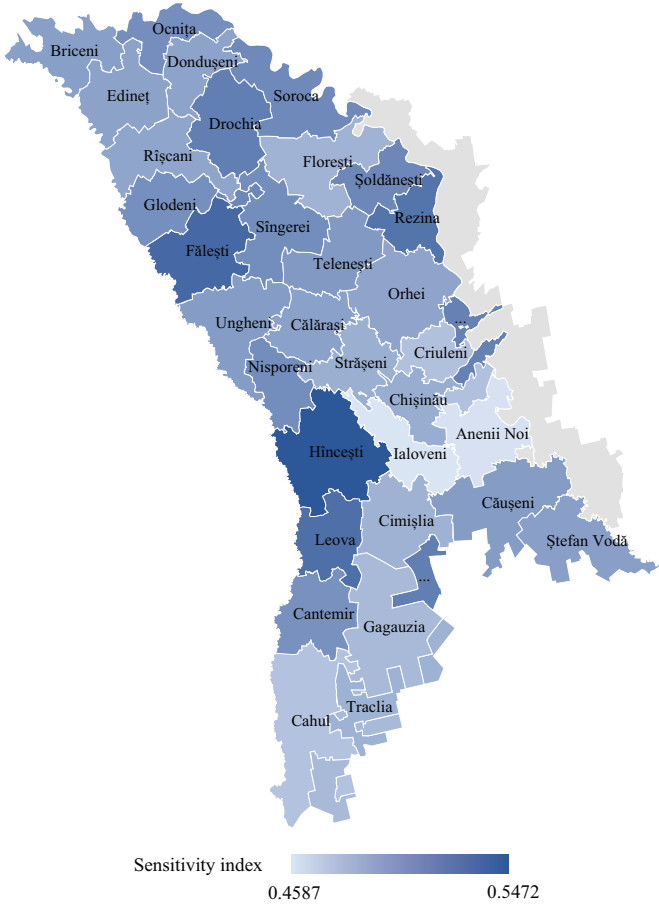 Ocnița
Briceni
Dondușeni
Edineț
Soroca
Drochia
Rîșcani
Florești
Șoldănești
Glodeni
Rezina
Sîngerei
Fălești
Telenești
Orhei
Ungheni
Călărași
...
Criuleni
Strășeni
Nisporeni
Chișinău
Anenii Noi
Hîncești
Ialoveni
Căușeni
Cimișlia
Leova
Ștefan Vodă
...
Cantemir
Gagauzia
Traclia
Cahul
Sensitivity index
0.4587
0.5472